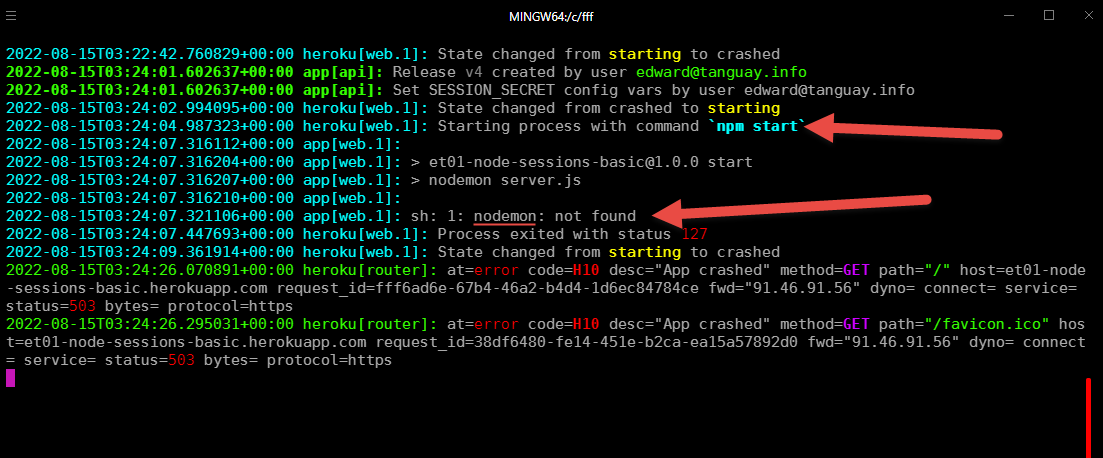 MINGW64:/c/fff
2022-08-15T03:22:42.760829+00:00 heroku[web.1]: State changed from starting to crashed
2022-08-15T03:24:01.602637+00:00 app[api]: Release v4 created by user edward@tanguay.info
2022-08-15T03:24:01.602637+00:00 app[api]: Set SESSION_SECRET config vars by user edward@tanguay.info
2022-08-15T03:24:02.994095+00:00 heroku[web.1]: State changed from crashed to starting
2022-08-15T03:24:04.987323+00:00 heroku[web.1]: Starting process with command `npm start`
2022-08-15T03:24:07.316112+00:00 app[web.1]:
2022-08-15T03:24:07.316204+00:00 app[web.1]: > et01-node-sessions-basic@1.0.0 start
2022-08-15T03:24:07.316207+00:00 app[web.1]: > nodemon server.js
2022-08-15T03:24:07.316210+00:00 app[web.1]:
2022-08-15T03:24:07.321106+00:00 app[web.1]: sh: 1: nodemon: not found
2022-08-15T03:24:07.447693+00:00 heroku[web.1]: Process exited with status 127
2022-08-15T03:24:09.361914+00:00 heroku[web.1]: State changed from starting to crashed
2022-08-15T03:24:26.070891+00:00 heroku[router]: at=error code=H10 desc="App crashed" method=GET path="/" host=et01-node
-sessions-basic.herokuapp.com request_id=fff6ad6e-67b4-46a2-b4d4-1d6ec84784ce fwd="91.46.91.56" dyno= connect= service=
status=503 bytes= protocol=https
2022-08-15T03:24:26.295031+00:00 heroku[router]: at=error code=H10 desc="App crashed" method=GET path="/favicon.ico" hos
t=et01-node-sessions-basic.herokuapp.com request_id=38df6480-fe14-451e-b2ca-ea15a57892d0 fwd="91.46.91.56" dyno= connect
= service= status=503 bytes= protocol=https